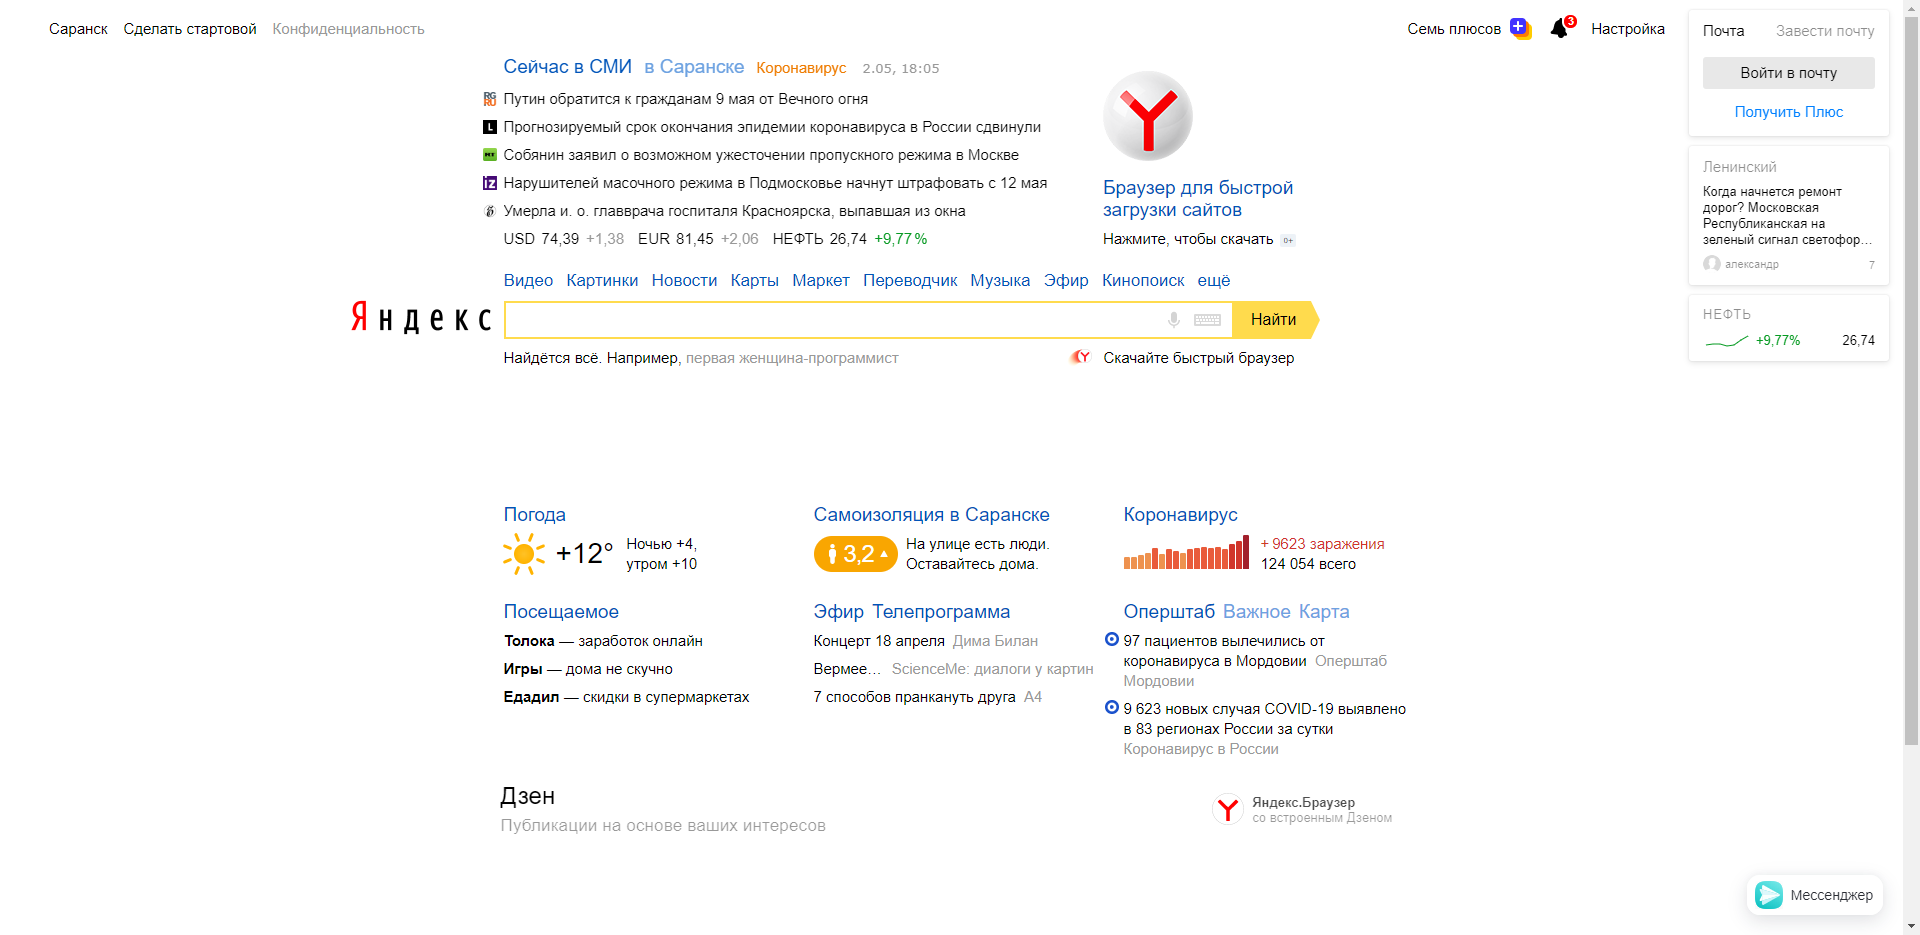 Саранск Сделать стартовой Конфиденциальность
Семь плюсов 3 Настройка
Почта Завести почту
Войти в почту
Получить Плюс
Ленинский
Когда начнется ремонт
дорог? Московская
Республиканская на
зеленый сигнал светофор...
александр 7
НЕФТЬ
+9,77% 26,74
Сейчас в СМИ в Саранске Коронавирус 2.05, 18:05
RG RU Путин обратится к гражданам 9 мая от Вечного огня
L Прогнозируемый срок окончания эпидемии коронавируса в России сдвинули
Собянин заявил о возможном ужесточении пропускного режима в Москве
iz Нарушителей масочного режима в Подмосковье начнут штрафовать с 12 мая
Умерла и. о. главврача госпиталя Красноярска, выпавшая из окна
USD 74,39 +1,38 EUR 81,45 +2,06 НЕФТЬ 26,74 +9,77%
Браузер для быстрой
загрузки сайтов
Нажмите, чтобы скачать 0+
Видео Картинки Новости Карты Маркет Переводчик Музыка Эфир Кинопоиск ещё
Яндекс
Найти
Найдётся всё. Например, первая женщина-программист
Скачайте быстрый браузер
Погода
+12°
Ночью +4,
утром +10
Самоизоляция в Саранске
3,2
На улице есть люди.
Оставайтесь дома.
Коронавирус
+ 9623 заражения
124 054 всего
Посещаемое
Толока — заработок онлайн
Игры — дома не скучно
Едадил — скидки в супермаркетах
Эфир Телепрограмма
Концерт 18 апреля Дима Билан
Вермее... ScienceMe: диалоги у картин
7 способов пранкануть друга А4
Оперштаб Важное Карта
97 пациентов вылечились от
коронавируса в Мордовии Оперштаб
Мордовии
9 623 новых случая COVID-19 выявлено
в 83 регионах России за сутки
Коронавирус в России
Дзен
Публикации на основе ваших интересов
Яндекс.Браузер
со встроенным Дзеном
Мессенджер